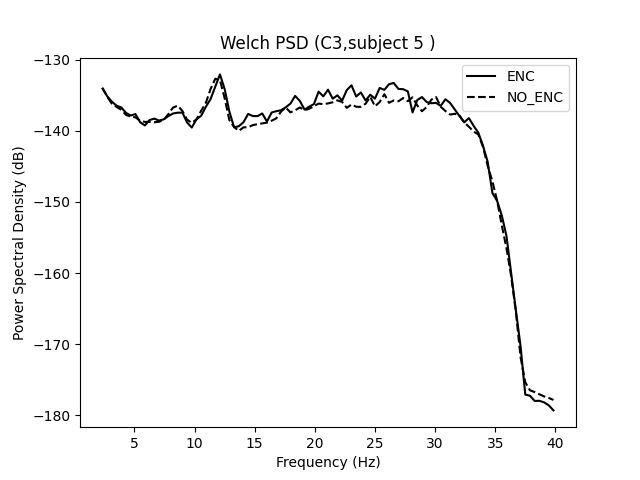 Welch PSD (C3,subject 5 )
ENC
NO_ENC
Power Spectral Density (dB)
−130
−140
−150
−160
−170
−180
5 10 15 20 25 30 35 40
Frequency (Hz)